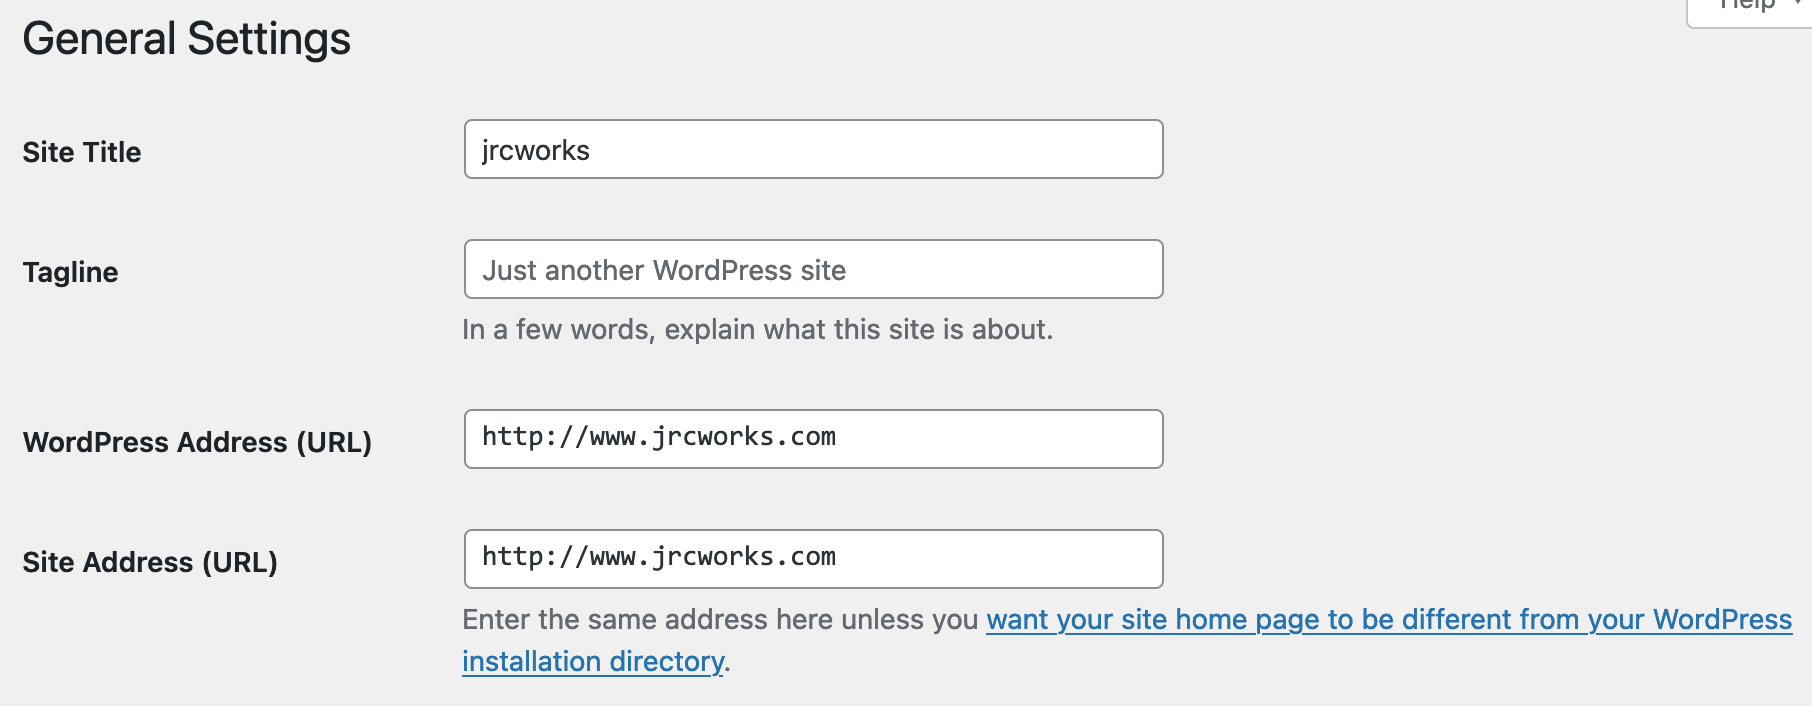 Help
General Settings
Site Title
jrcworks
Tagline
Just another WordPress site
In a few words, explain what this site is about.
WordPress Address (URL)
http://www.jrcworks.com
Site Address (URL)
http://www.jrcworks.com
Enter the same address here unless you want your site home page to be different from your WordPress
installation directory.